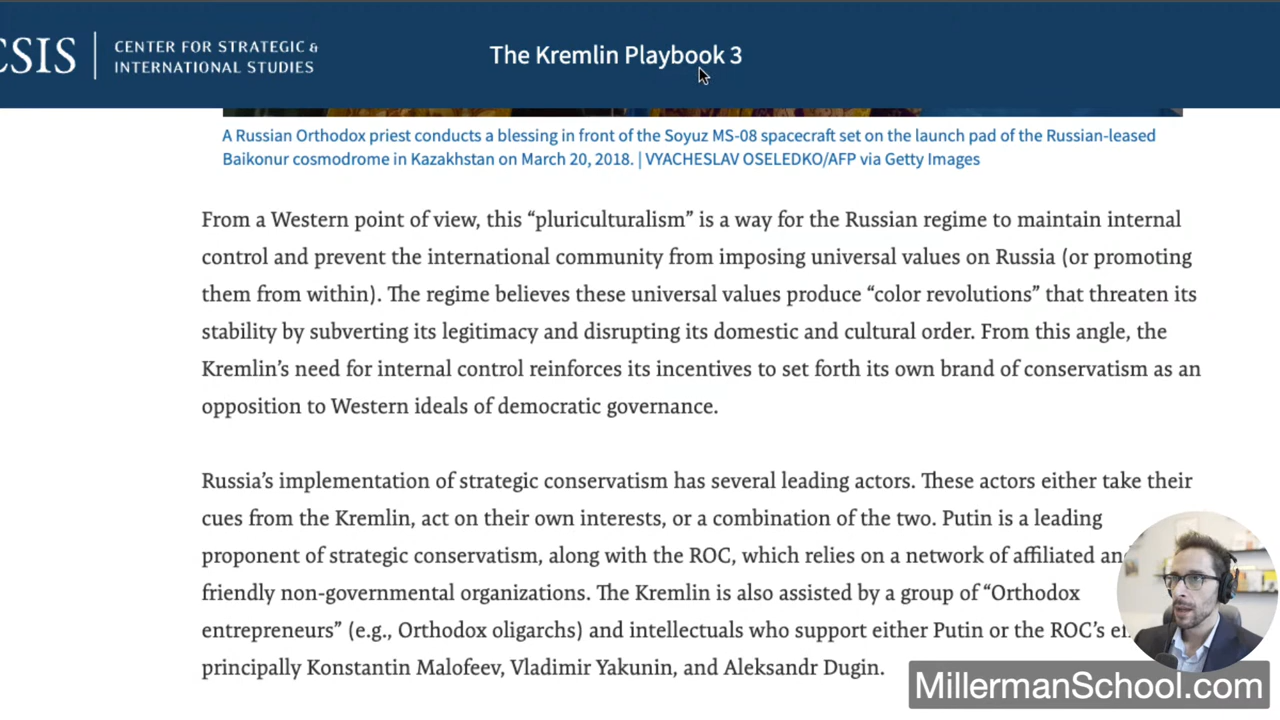 CSIS
CENTER FOR STRATEGIC &
INTERNATIONAL STUDIES
The Kremlin Playbook 3
A Russian Orthodox priest conducts a blessing in front of the Soyuz MS-08 spacecraft set on the launch pad of the Russian-leased
Baikonur cosmodrome in Kazakhstan on March 20, 2018. | VYACHESLAV OSELEDKO/AFP via Getty Images
From a Western point of view, this “pluriculturalism” is a way for the Russian regime to maintain internal
control and prevent the international community from imposing universal values on Russia (or promoting
them from within). The regime believes these universal values produce “color revolutions” that threaten its
stability by subverting its legitimacy and disrupting its domestic and cultural order. From this angle, the
Kremlin’s need for internal control reinforces its incentives to set forth its own brand of conservatism as an
opposition to Western ideals of democratic governance.
Russia’s implementation of strategic conservatism has several leading actors. These actors either take their
cues from the Kremlin, act on their own interests, or a combination of the two. Putin is a leading
proponent of strategic conservatism, along with the ROC, which relies on a network of affiliated and
friendly non-governmental organizations. The Kremlin is also assisted by a group of “Orthodox
entrepreneurs” (e.g., Orthodox oligarchs) and intellectuals who support either Putin or the ROC’s
principally Konstantin Malofeev, Vladimir Yakunin, and Aleksandr Dugin.
MillermanSchool.com